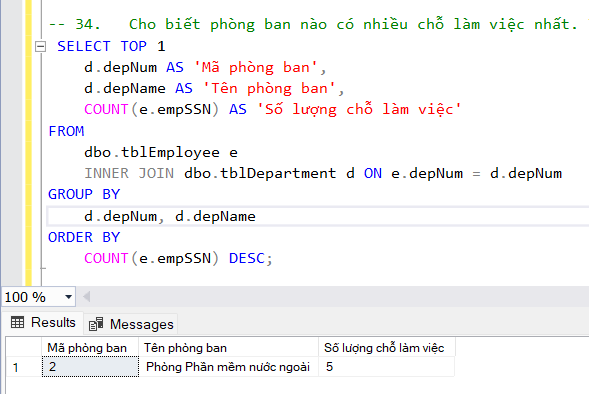 -- 34.   Cho biết phòng ban nào có nhiều chỗ làm việc nhất.
SELECT TOP 1
d.depNum AS 'Mã phòng ban',
d.depName AS 'Tên phòng ban',
COUNT(e.empSSN) AS 'Số lượng chỗ làm việc'
FROM
dbo.tblEmployee e
INNER JOIN dbo.tblDepartment d ON e.depNum = d.depNum
GROUP BY
d.depNum, d.depName
ORDER BY
COUNT(e.empSSN) DESC;
100 %
Results Messages
Mã phòng ban Tên phòng ban Số lượng chỗ làm việc
1 2 Phòng Phần mềm nước ngoài 5